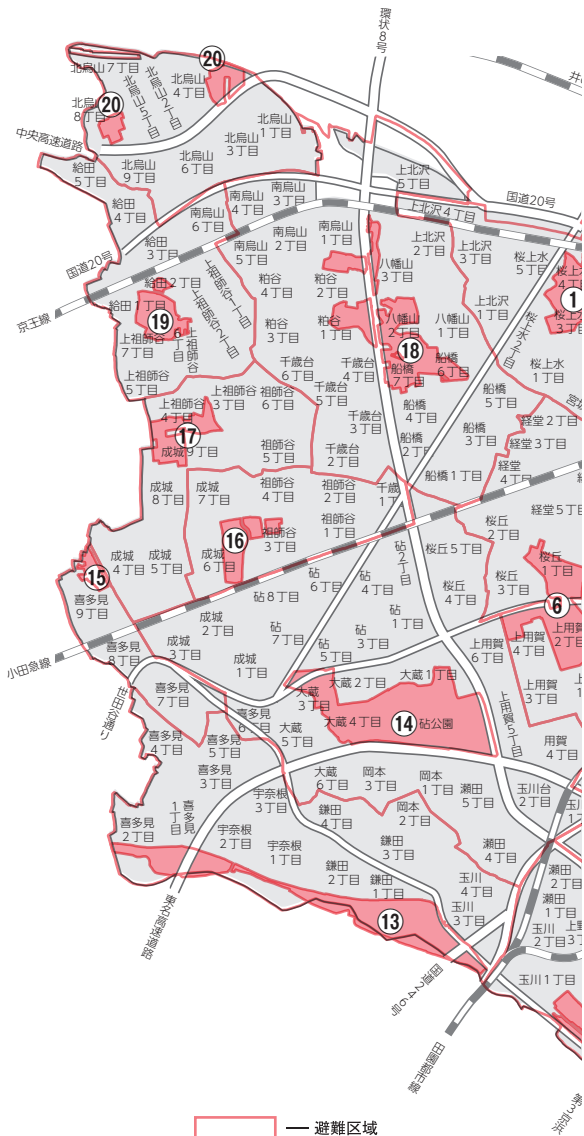 環状8号
井
20
北烏山7丁目
北烏山
4丁目
北烏山2丁目
北烏山5丁目
20
北烏山
8丁目
北烏山
1丁目
北烏山
3丁目
中央高速道路
北烏山
6丁目
北烏山
9丁目
給田
5丁目
上北沢
5丁目
国道20号
南烏山
3丁目
南烏山
4丁目
南烏山
6丁目
給田
4丁目
上北沢4丁目
給田
3丁目
南烏山
1丁目
南烏山
2丁目
南烏山
5丁目
上北沢
2丁目
上北沢
3丁目
桜上水
5丁目
桜上水
4丁目
国道20号
京王線
八幡山
3丁目
給田2丁目
給田1丁目
上祖師谷1丁目
上祖師谷2丁目
粕谷
4丁目
粕谷
2丁目
上北沢
1丁目
1
19
上祖師谷
7丁目
上祖師谷
6丁目
粕谷
3丁目
粕谷
1丁目
八幡山
2丁目
八幡山
1丁目
桜上水2丁目
桜上水
3丁目
18
船橋
7丁目
船橋
6丁目
桜上水
1丁目
上祖師谷
5丁目
千歳台
6丁目
千歳台
4丁目
千歳台
5丁目
上祖師谷
4丁目
上祖師谷
3丁目
祖師谷
6丁目
船橋
5丁目
船橋
4丁目
千歳台
3丁目
宮坂
17
成城9丁目
祖師谷
5丁目
千歳台
2丁目
船橋
2丁目
船橋
3丁目
経堂2丁目
経堂3丁目
経堂
4丁目
船橋1丁目
成城
8丁目
成城
7丁目
祖師谷
4丁目
祖師谷
2丁目
千歳台
1丁目
経堂5丁目
桜丘
2丁目
16
祖師谷
3丁目
祖師谷
1丁目
成城
6丁目
成城
5丁目
成城
4丁目
15
砧2丁目
桜丘5丁目
桜丘
1丁目
桜丘
3丁目
桜丘
4丁目
喜多見
9丁目
砧8丁目
砧
6丁目
砧
4丁目
砧
1丁目
6
成城
2丁目
砧
7丁目
砧
3丁目
砧
5丁目
上用賀
6丁目
上用賀
4丁目
上用賀
2丁目
小田急線
喜多見
8丁目
成城
3丁目
成城
1丁目
世田谷通り
喜多見
7丁目
大蔵
3丁目
大蔵2丁目
大蔵1丁目
上用賀
3丁目
上用賀5丁目
喜多見
6丁目
大蔵4丁目
14
砧公園
大蔵
5丁目
喜多見
4丁目
喜多見
5丁目
用賀
4丁目
喜多見
3丁目
大蔵
6丁目
岡本
3丁目
岡本
1丁目
瀬田
5丁目
玉川台
2丁目
宇奈根
3丁目
岡本
2丁目
喜多見
1丁目
喜多見
2丁目
鎌田
4丁目
宇奈根
2丁目
宇奈根
1丁目
鎌田
3丁目
瀬田
4丁目
鎌田
2丁目
鎌田
1丁目
玉川
4丁目
瀬田
2丁目
瀬田
1丁目
13
玉川
3丁目
玉川
2丁目
東名高速道路
国道246号
玉川1丁目
田園都市線
第3京浜
避難区域